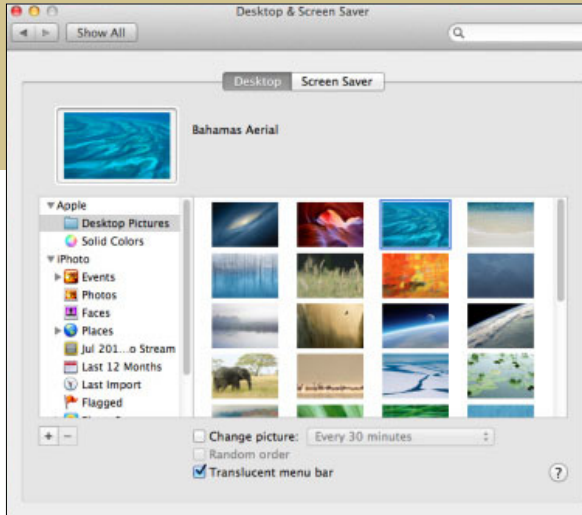 Desktop & Screen Saver
Show All
Desktop Screen Saver
Bahamas Aerial
Apple
Desktop Pictures
Solid Colors
iPhoto
Events
Photos
Faces
Places
Jul 201...o Stream
Last 12 Months
Last Import
Flagged
+ −
Change picture: Every 30 minutes
Random order
Translucent menu bar
?